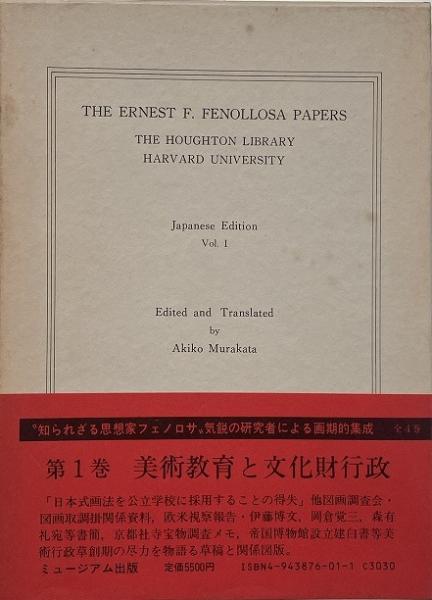 THE ERNEST F. FENOLLOSA PAPERS
THE HOUGHTON LIBRARY
HARVARD UNIVERSITY
Japanese Edition
Vol. I
Edited and Translated
by
Akiko Murakata
〝知られざる思想家フェノロサ〟気鋭の研究者による画期的集成 全4巻
第1巻 美術教育と文化財行政
「日本式画法を公立学校に採用することの得失」他図画調査会・
図画取調掛関係資料，欧米視察報告・伊藤博文，岡倉覚三，森有
礼宛等書簡，京都社寺宝物調査メモ，帝国博物館設立建白書等美
術行政草創期の尽力を物語る草稿と関係図版。
ミュージアム出版 定価5500円 ISBN4-943876-01-1 C3030